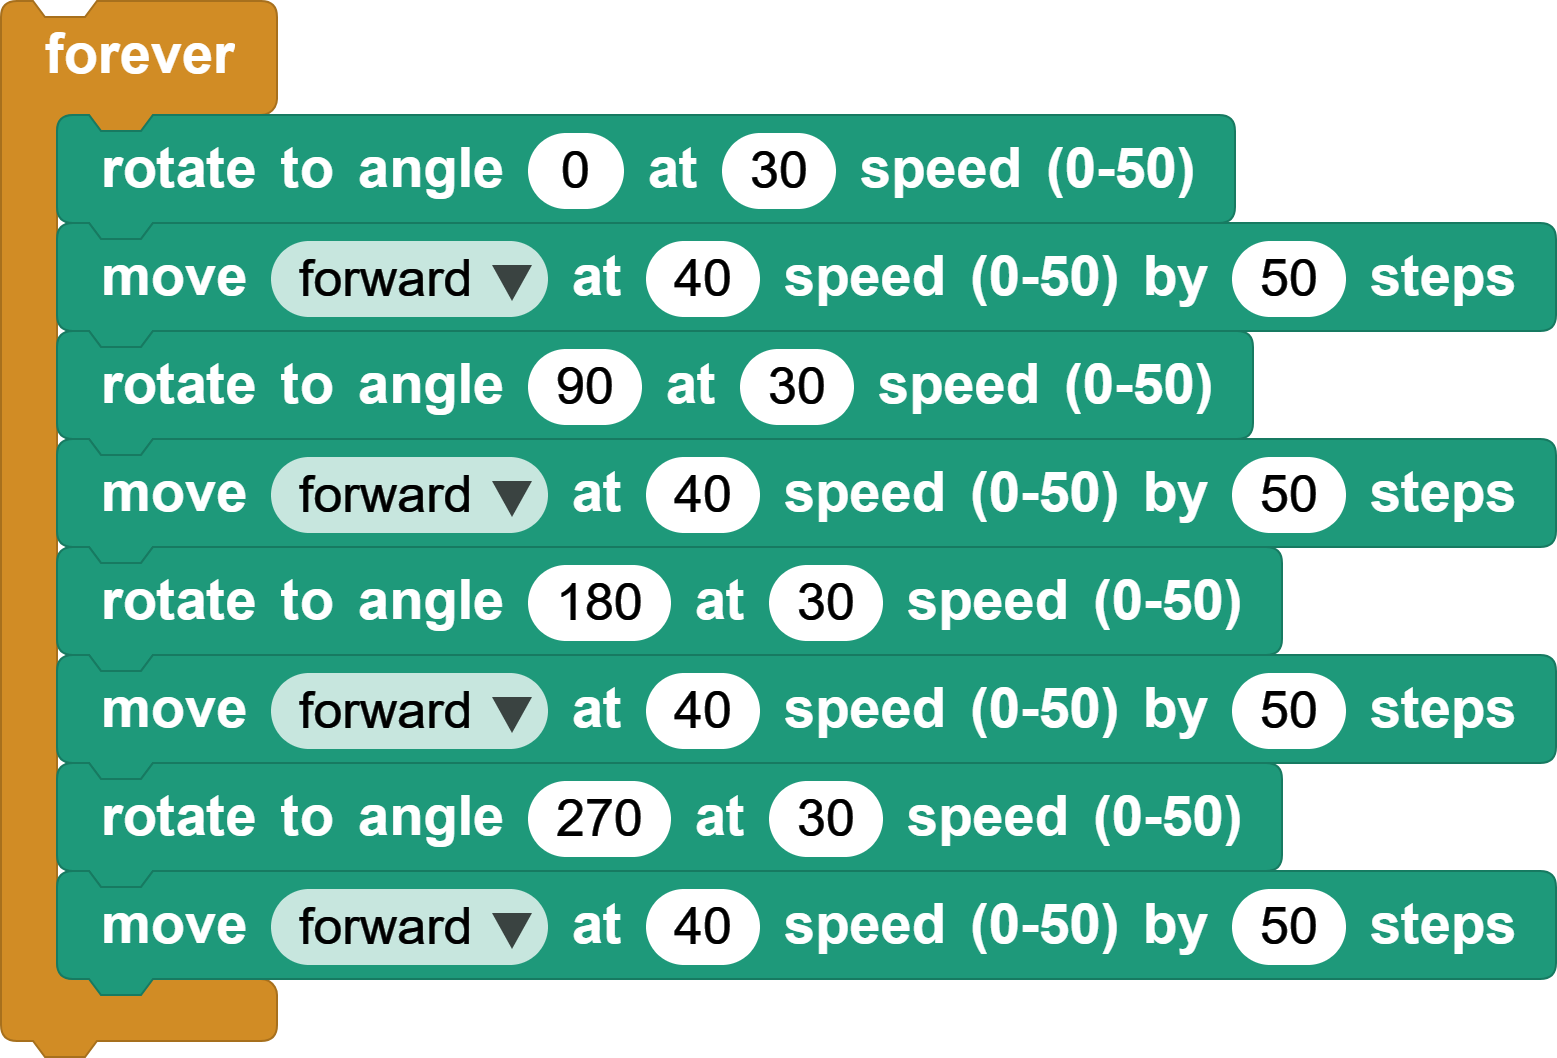 forever
rotate to angle 0 at 30 speed (0-50)
move forward at 40 speed (0-50) by 50 steps
rotate to angle 90 at 30 speed (0-50)
move forward at 40 speed (0-50) by 50 steps
rotate to angle 180 at 30 speed (0-50)
move forward at 40 speed (0-50) by 50 steps
rotate to angle 270 at 30 speed (0-50)
move forward at 40 speed (0-50) by 50 steps